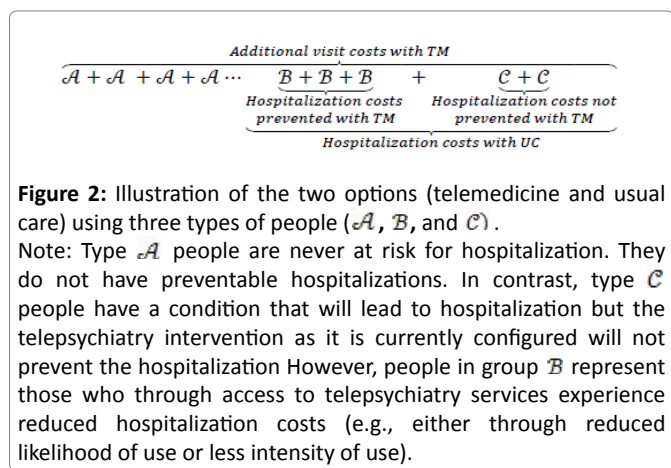 Additional visit costs with TM
𝒜 + 𝒜 + 𝒜 + 𝒜 ⋯ ℬ + ℬ + ℬ + 𝒞 + 𝒞
Hospitalization costs Hospitalization costs not
prevented with TM prevented with TM
Hospitalization costs with UC
Figure 2: Illustration of the two options (telemedicine and usual
care) using three types of people (𝒜, ℬ, and 𝒞).
Note: Type 𝒜 people are never at risk for hospitalization. They
do not have preventable hospitalizations. In contrast, type 𝒞
people have a condition that will lead to hospitalization but the
telepsychiatry intervention as it is currently configured will not
prevent the hospitalization However, people in group ℬ represent
those who through access to telepsychiatry services experience
reduced hospitalization costs (e.g., either through reduced
likelihood of use or less intensity of use).